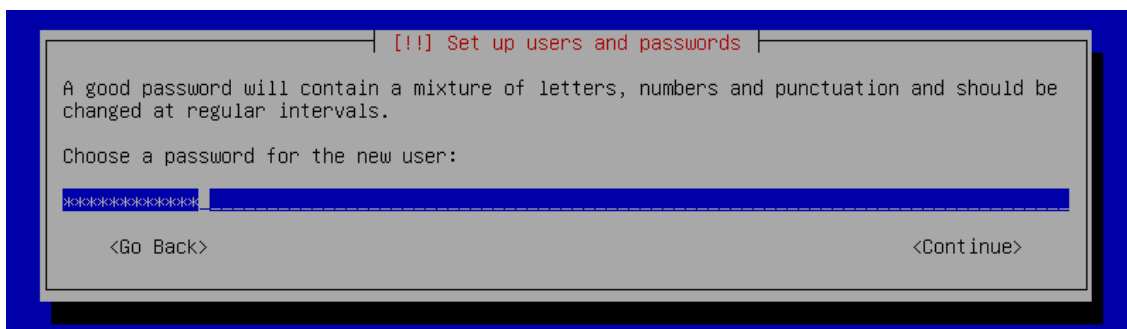 [!!] Set up users and passwords
A good password will contain a mixture of letters, numbers and punctuation and should be
changed at regular intervals.
Choose a password for the new user:
************
<Go Back> <Continue>